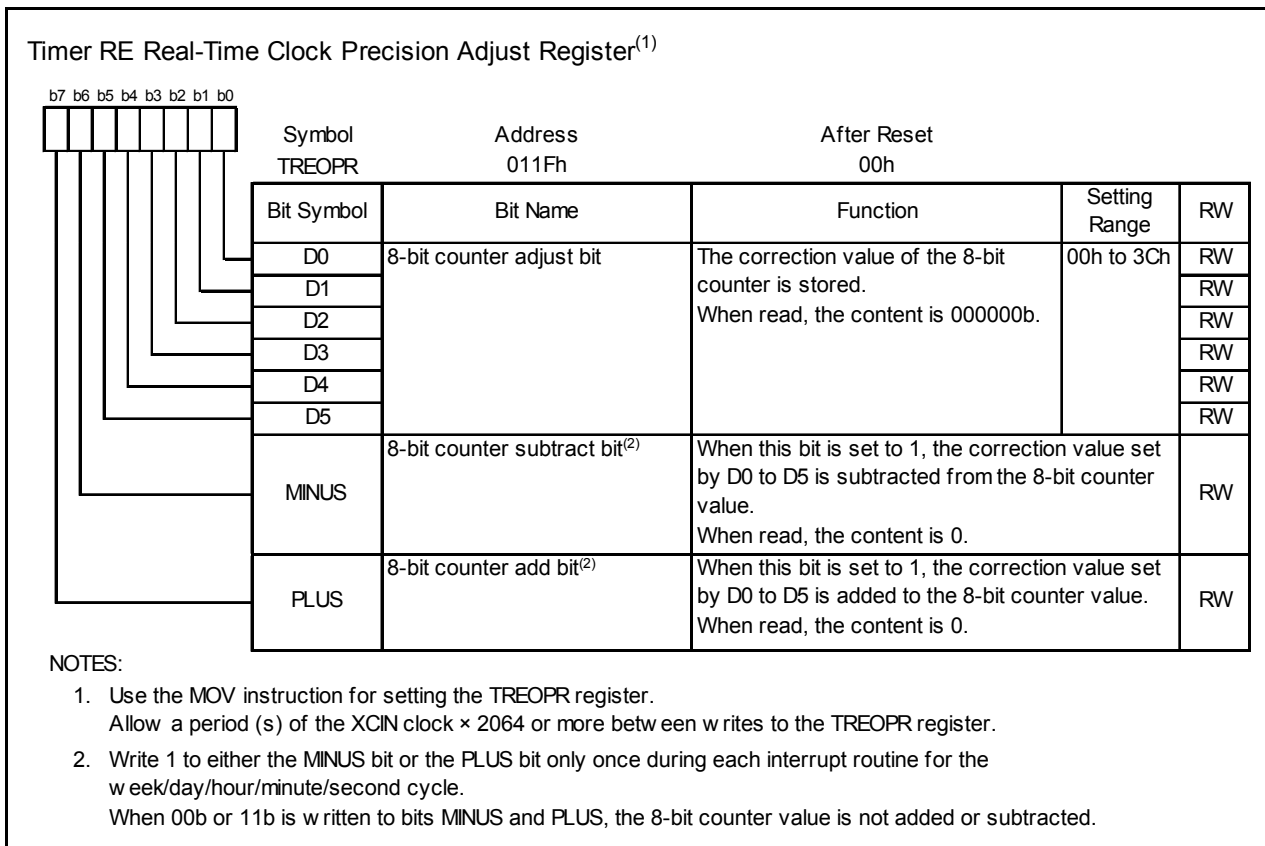 Timer RE Real-Time Clock Precision Adjust Register(1)
b7 b6 b5 b4 b3 b2 b1 b0
Symbol Address After Reset
TREOPR 011Fh 00h
Bit Symbol Bit Name Function Setting Range RW
D0 8-bit counter adjust bit The correction value of the 8-bit 00h to 3Ch RW
D1 counter is stored. RW
D2 When read, the content is 000000b. RW
D3 RW
D4 RW
D5 RW
MINUS 8-bit counter subtract bit(2) When this bit is set to 1, the correction value set
by D0 to D5 is subtracted from the 8-bit counter
value. RW
When read, the content is 0.
PLUS 8-bit counter add bit(2) When this bit is set to 1, the correction value set
by D0 to D5 is added to the 8-bit counter value. RW
When read, the content is 0.
NOTES:
1. Use the MOV instruction for setting the TREOPR register.
Allow a period (s) of the XCIN clock × 2064 or more between writes to the TREOPR register.
2. Write 1 to either the MINUS bit or the PLUS bit only once during each interrupt routine for the
week/day/hour/minute/second cycle.
When 00b or 11b is written to bits MINUS and PLUS, the 8-bit counter value is not added or subtracted.